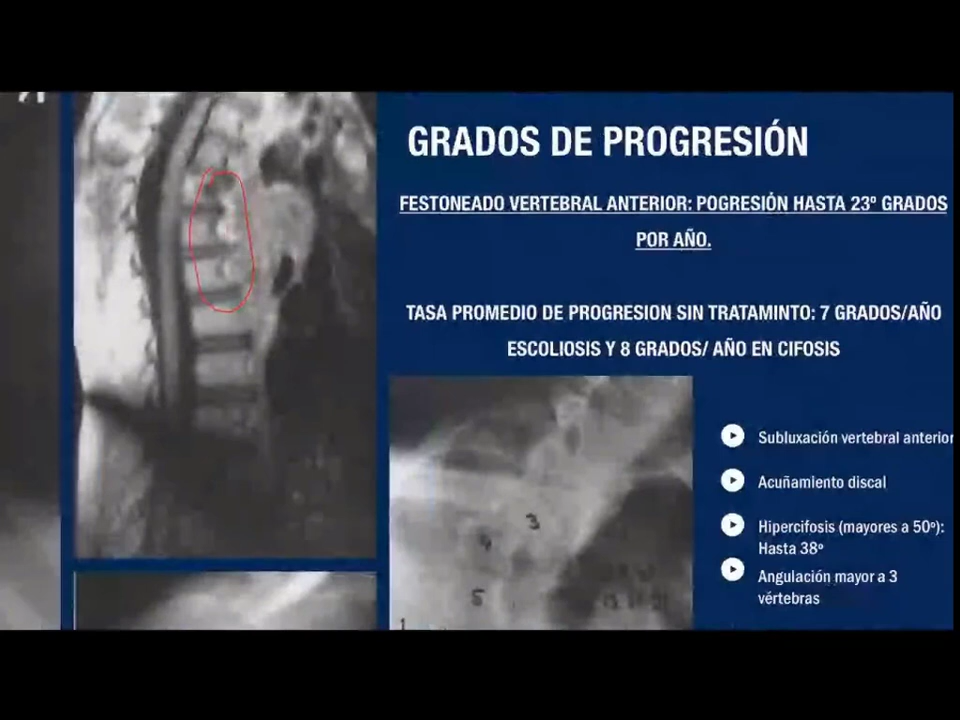 GRADOS DE PROGRESIÓN
FESTONEADO VERTEBRAL ANTERIOR: POGRESIÓN HASTA 23º GRADOS
POR AÑO.
TASA PROMEDIO DE PROGRESION SIN TRATAMINTO: 7 GRADOS/AÑO
ESCOLIOSIS Y 8 GRADOS/ AÑO EN CIFOSIS
Subluxación vertebral anterior
Acuñamiento discal
Hipercifosis (mayores a 50º):
Hasta 38º
Angulación mayor a 3
vértebras
3
4
5
1